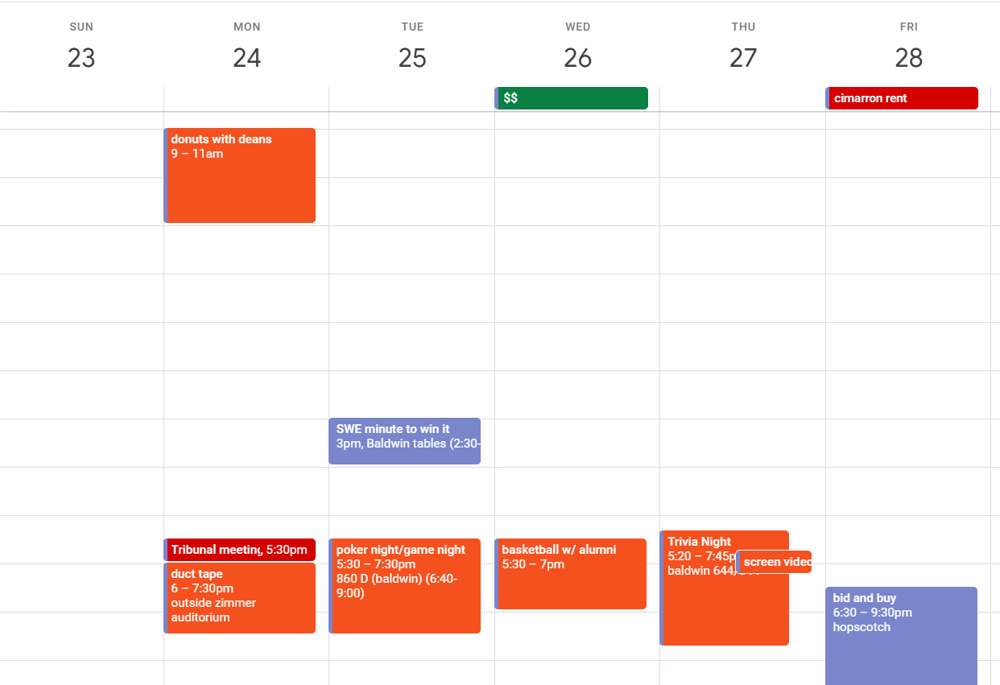 SUN
MON
TUE
WED
THU
FRI
23
24
25
26
27
28
$$
cimarron rent
donuts with deans
9 – 11am
SWE minute to win it
3pm, Baldwin tables (2:30-
Tribunal meeting, 5:30pm
duct tape
6 – 7:30pm
outside zimmer
auditorium
poker night/game night
5:30 – 7:30pm
860 D (baldwin) (6:40-
9:00)
basketball w/ alumni
5:30 – 7pm
Trivia Night
5:20 – 7:45p
baldwin 644/
screen video
bid and buy
6:30 – 9:30pm
hopscotch